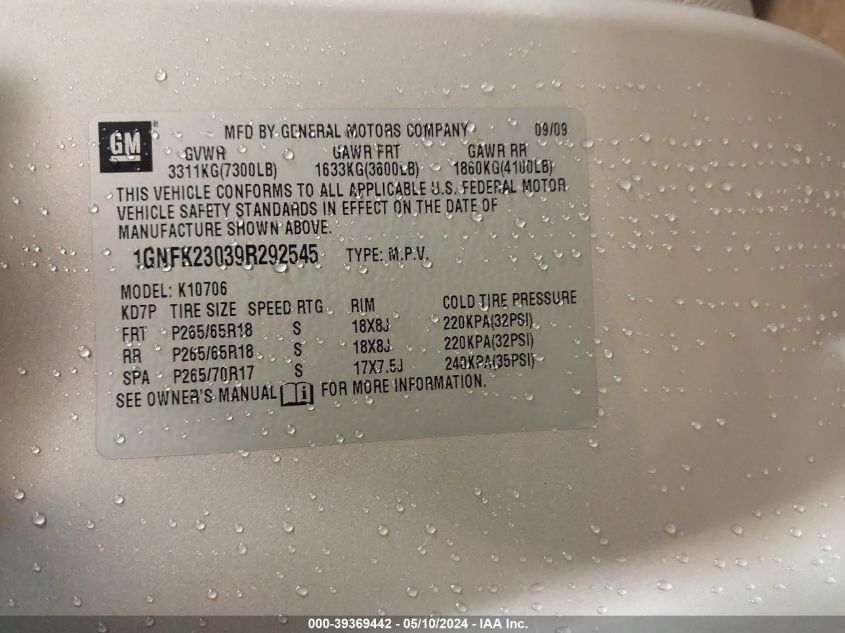 GM
MFD BY GENERAL MOTORS COMPANY 09/09
GVWR GAWR FRT GAWR RR
3311KG(7300LB) 1633KG(3600LB) 1860KG(4100LB)
THIS VEHICLE CONFORMS TO ALL APPLICABLE U.S. FEDERAL MOTOR
VEHICLE SAFETY STANDARDS IN EFFECT ON THE DATE OF
MANUFACTURE SHOWN ABOVE.
1GNFK23039R292545 TYPE: M.P.V.
MODEL: K10706
KD7P TIRE SIZE SPEED RTG RIM COLD TIRE PRESSURE
FRT P265/65R18 S 18X8J 220KPA(32PSI)
RR P265/65R18 S 18X8J 220KPA(32PSI)
SPA P265/70R17 S 17X7.5J 240KPA(35PSI)
SEE OWNER'S MANUAL i FOR MORE INFORMATION.
000-39369442 - 05/10/2024 - IAA Inc.